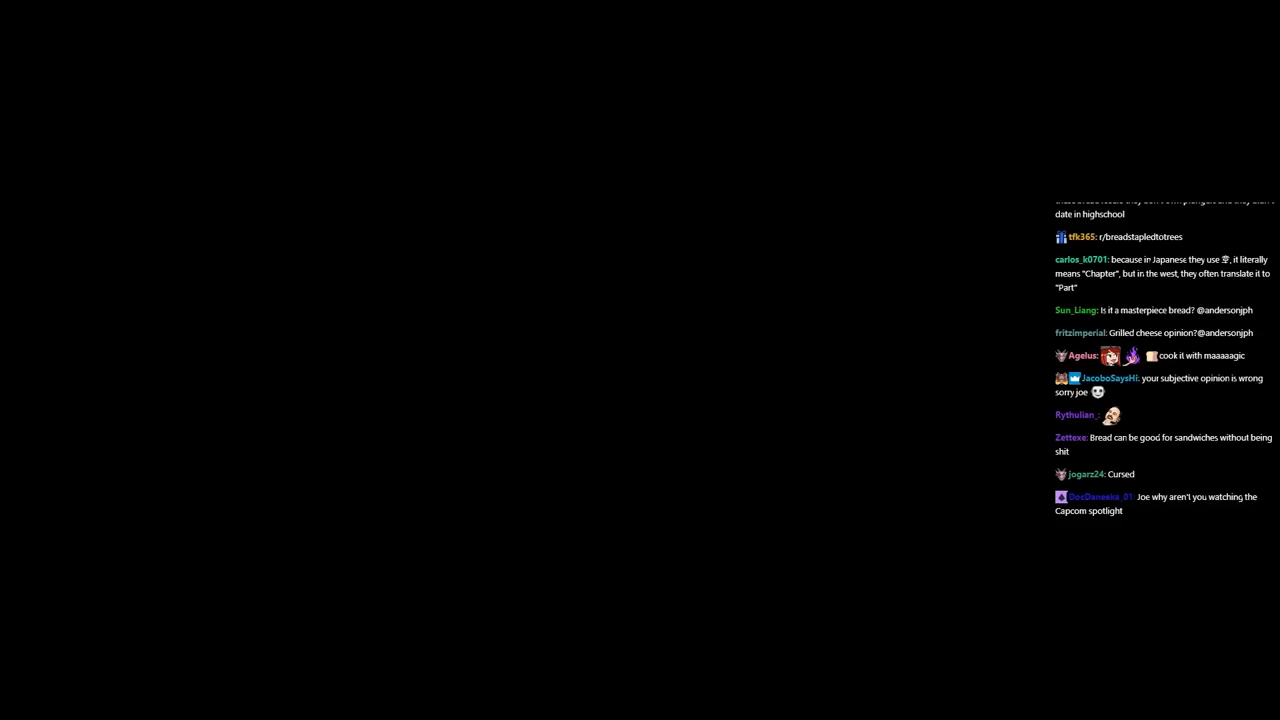 date in highschool
tfk365: r/breadstapledtotrees
carlos_k0701: because in Japanese they use 章, it literally
means "Chapter", but in the west, they often translate it to
"Part"
Sun_Liang: Is it a masterpiece bread? @andersonjph
fritzimperial: Grilled cheese opinion?@andersonjph
Agelus: cook it with maaaaagic
JacoboSaysHi: your subjective opinion is wrong
sorry joe
Rythulian_:
Zettexe: Bread can be good for sandwiches without being
shit
jogarz24: Cursed
DocDaneeka_01: Joe why aren't you watching the
Capcom spotlight